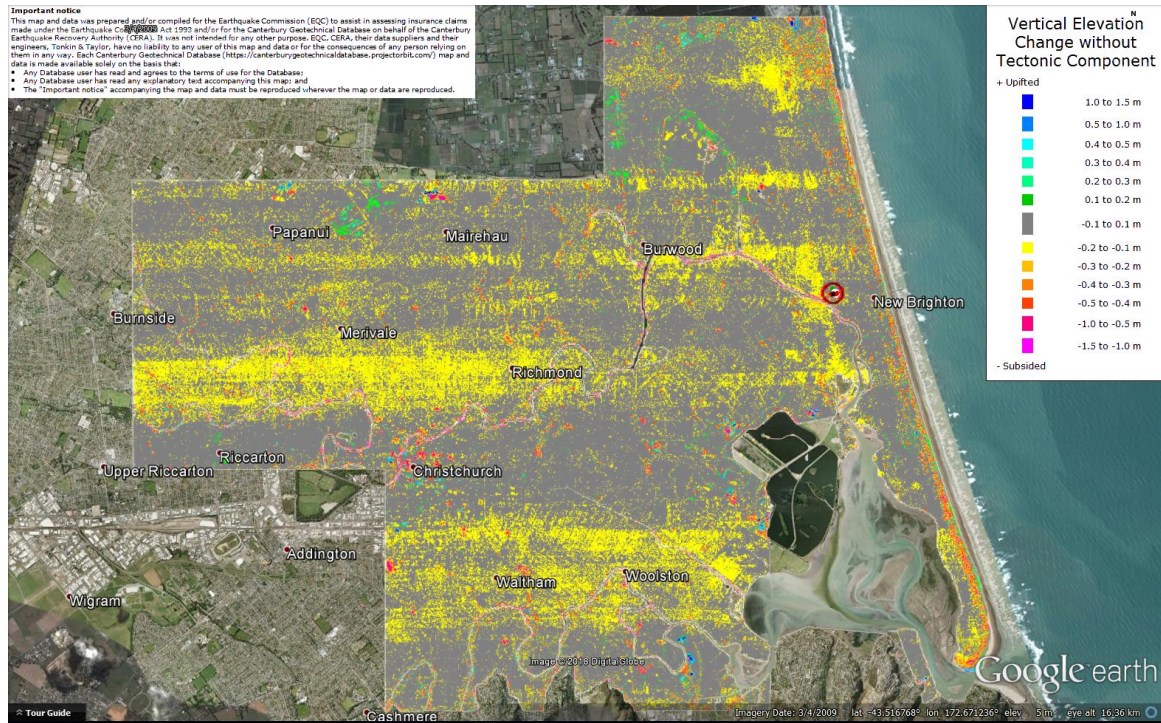 Important notice
This map and data was prepared and/or compiled for the Earthquake Commission (EQC) to assist in assessing insurance claims
made under the Earthquake Act 1993 and/or for the Canterbury Geotechnical Database on behalf of the Canterbury
Earthquake Recovery Authority (CERA). It was not intended for any other purpose. EQC, CERA, their data suppliers and their
engineers, Tonkin & Taylor, have no liability to any user of this map and data or for the consequences of any person relying on
them in any way. Each Canterbury Geotechnical Database (https://canterburygeotechnicaldatabase.projectorbit.com/) map and
data is made available solely on the basis that:
• Any Database user has read and agrees to the terms of use for the Database;
• Any Database user has read any explanatory text accompanying this map; and
• The "Important notice" accompanying the map and data must be reproduced wherever the map or data are reproduced.
N
Vertical Elevation
Change without
Tectonic Component
+ Uplfted
1.0 to 1.5 m
0.5 to 1.0 m
0.4 to 0.5 m
0.3 to 0.4 m
0.2 to 0.3 m
0.1 to 0.2 m
-0.1 to 0.1 m
-0.2 to -0.1 m
-0.3 to -0.2 m
-0.4 to -0.3 m
-0.5 to -0.4 m
-1.0 to -0.5 m
-1.5 to -1.0 m
- Subsided
Papanui
Mairehau
Burwood
New Brighton
Burnside
Merivale
Richmond
Riccarton
Upper Riccarton
Christchurch
Addington
Waltham
Woolston
Wigram
Image © 2016 DigitalGlobe
Google earth
Cashmere
Tour Guide
Imagery Date: 3/4/2009 lat -43.516768° lon 172.671236° elev 5 m eye alt 16.36 km